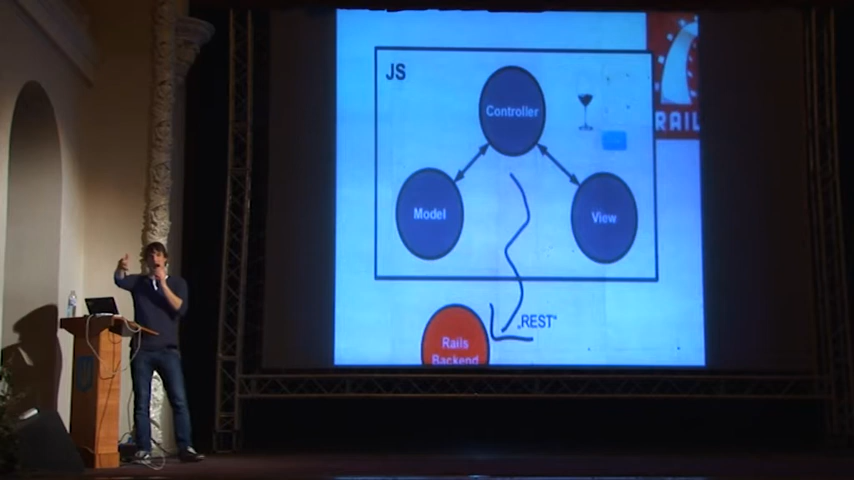 JS
Controller
Model
View
RAIL
„REST“
Rails
Backend